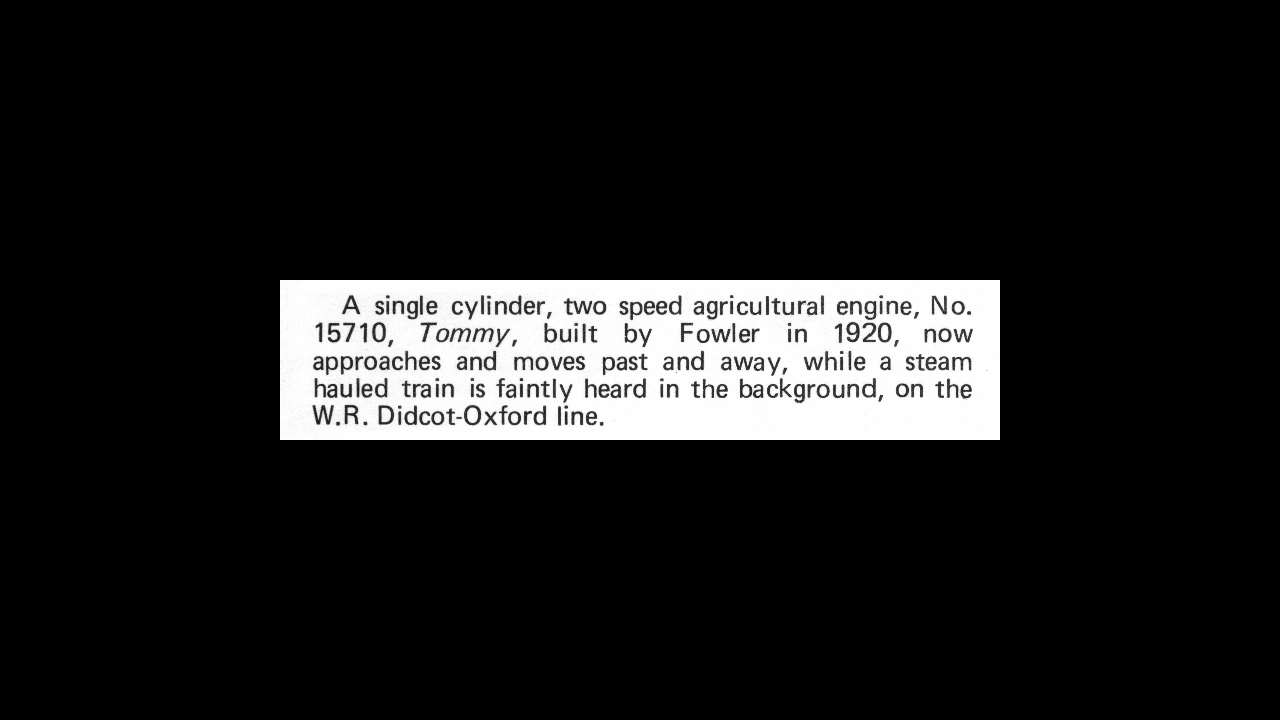 A single cylinder, two speed agricultural engine, No.
15710, Tommy, built by Fowler in 1920, now
approaches and moves past and away, while a steam
hauled train is faintly heard in the background, on the
W.R. Didcot-Oxford line.